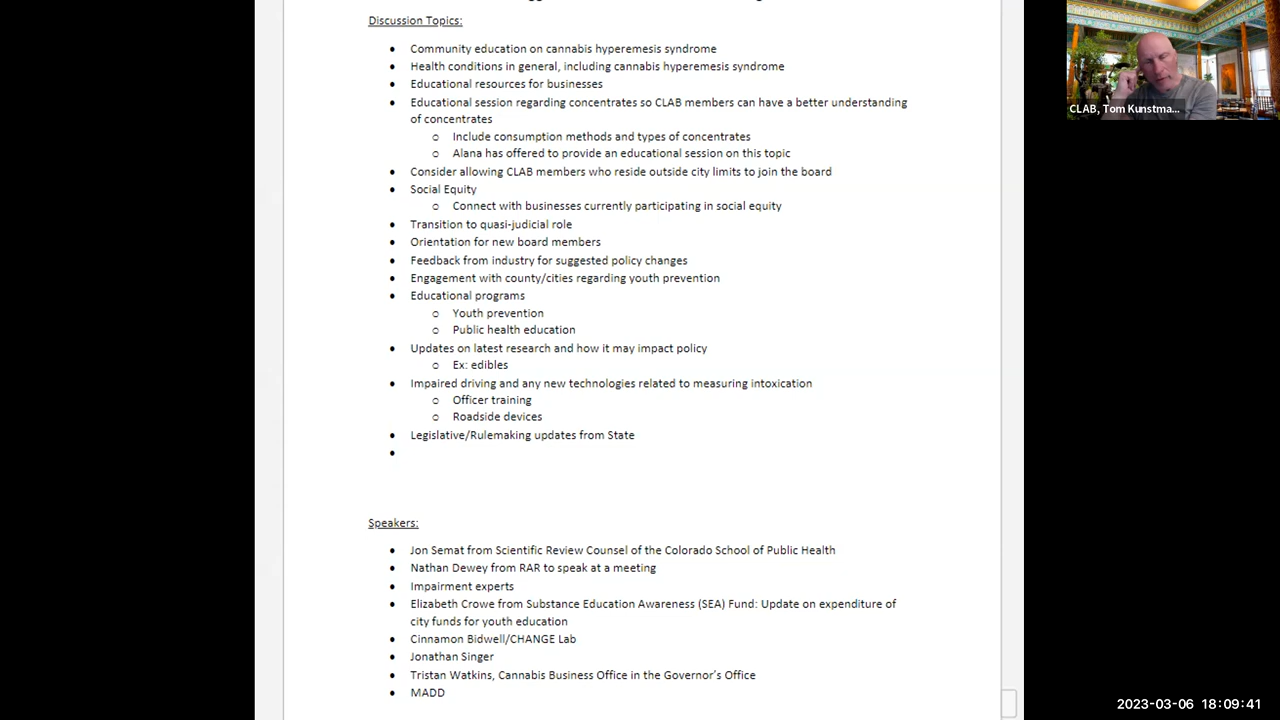 Discussion Topics:
• Community education on cannabis hyperemesis syndrome
• Health conditions in general, including cannabis hyperemesis syndrome
• Educational resources for businesses
• Educational session regarding concentrates so CLAB members can have a better understanding
of concentrates
o Include consumption methods and types of concentrates
o Alana has offered to provide an educational session on this topic
• Consider allowing CLAB members who reside outside city limits to join the board
• Social Equity
o Connect with businesses currently participating in social equity
• Transition to quasi-judicial role
• Orientation for new board members
• Feedback from industry for suggested policy changes
• Engagement with county/cities regarding youth prevention
• Educational programs
o Youth prevention
o Public health education
• Updates on latest research and how it may impact policy
o Ex: edibles
• Impaired driving and any new technologies related to measuring intoxication
o Officer training
o Roadside devices
• Legislative/Rulemaking updates from State
•
Speakers:
• Jon Semat from Scientific Review Counsel of the Colorado School of Public Health
• Nathan Dewey from RAR to speak at a meeting
• Impairment experts
• Elizabeth Crowe from Substance Education Awareness (SEA) Fund: Update on expenditure of
city funds for youth education
• Cinnamon Bidwell/CHANGE Lab
• Jonathan Singer
• Tristan Watkins, Cannabis Business Office in the Governor's Office
• MADD
CLAB, Tom Kunstma...
2023-03-06 18:09:41